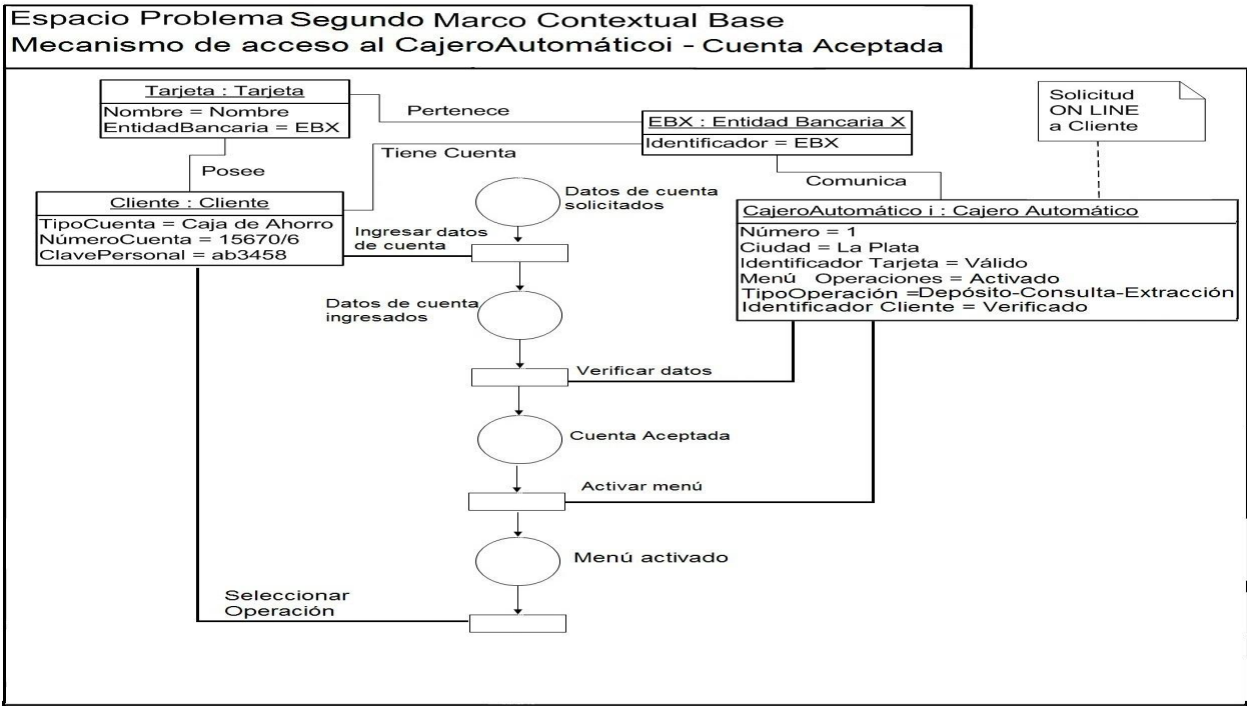 Espacio Problema Segundo Marco Contextual Base
Mecanismo de acceso al CajeroAutomáticoi - Cuenta Aceptada
Tarjeta : Tarjeta
Nombre = Nombre
EntidadBancaria = EBX
Pertenece
EBX : Entidad Bancaria X
Identificador = EBX
Solicitud
ON LINE
a Cliente
Tiene Cuenta
Posee
Comunica
Cliente : Cliente
TipoCuenta = Caja de Ahorro
NúmeroCuenta = 15670/6
ClavePersonal = ab3458
Datos de cuenta
solicitados
Ingresar datos
de cuenta
CajeroAutomático i : Cajero Automático
Número = 1
Ciudad = La Plata
Identificador Tarjeta = Válido
Menú Operaciones = Activado
TipoOperación =Depósito-Consulta-Extracción
Identificador Cliente = Verificado
Datos de cuenta
ingresados
Verificar datos
Cuenta Aceptada
Activar menú
Menú activado
Seleccionar
Operación